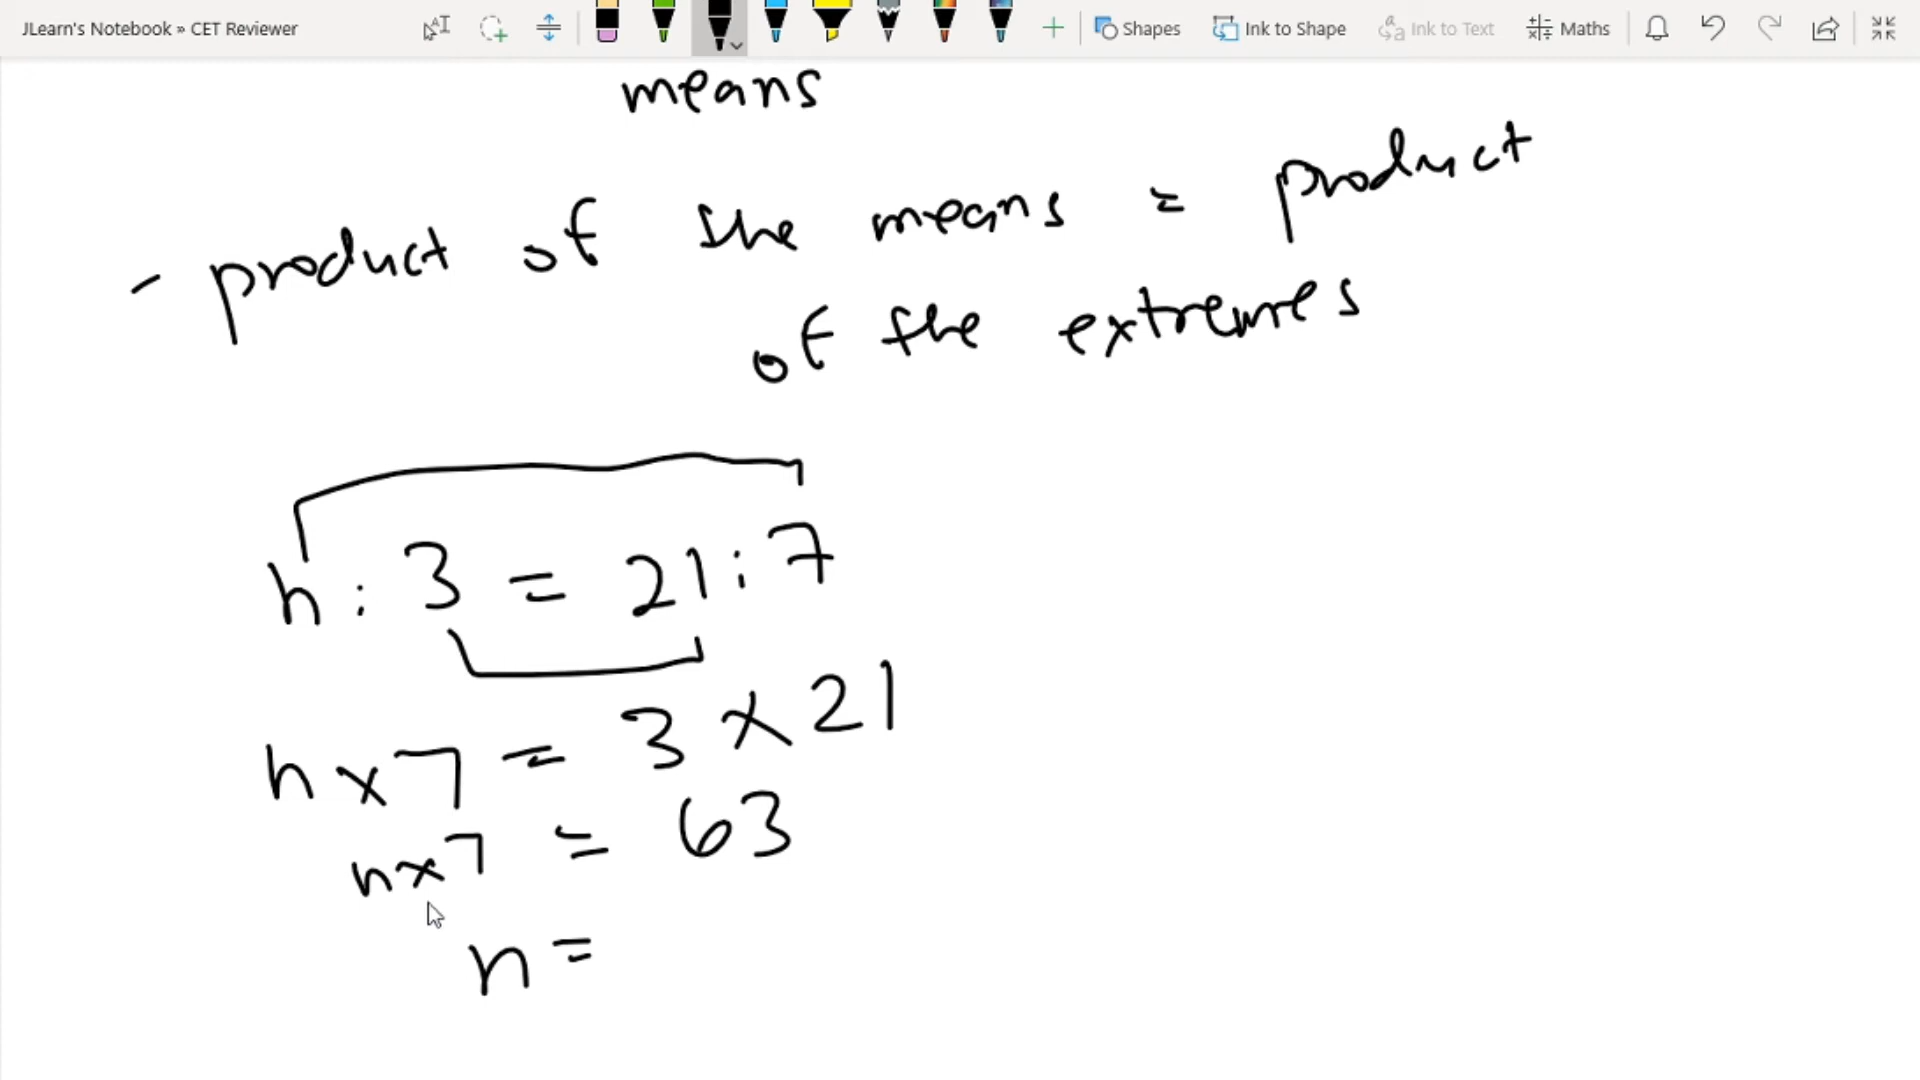 JLearn's Notebook » CET Reviewer
Shapes
Ink to Shape
Ink to Text
Maths
means
- product of the means = product
of the extremes
n : 3 = 21 : 7
n x 7 = 3 x 21
n x 7 = 63
n =